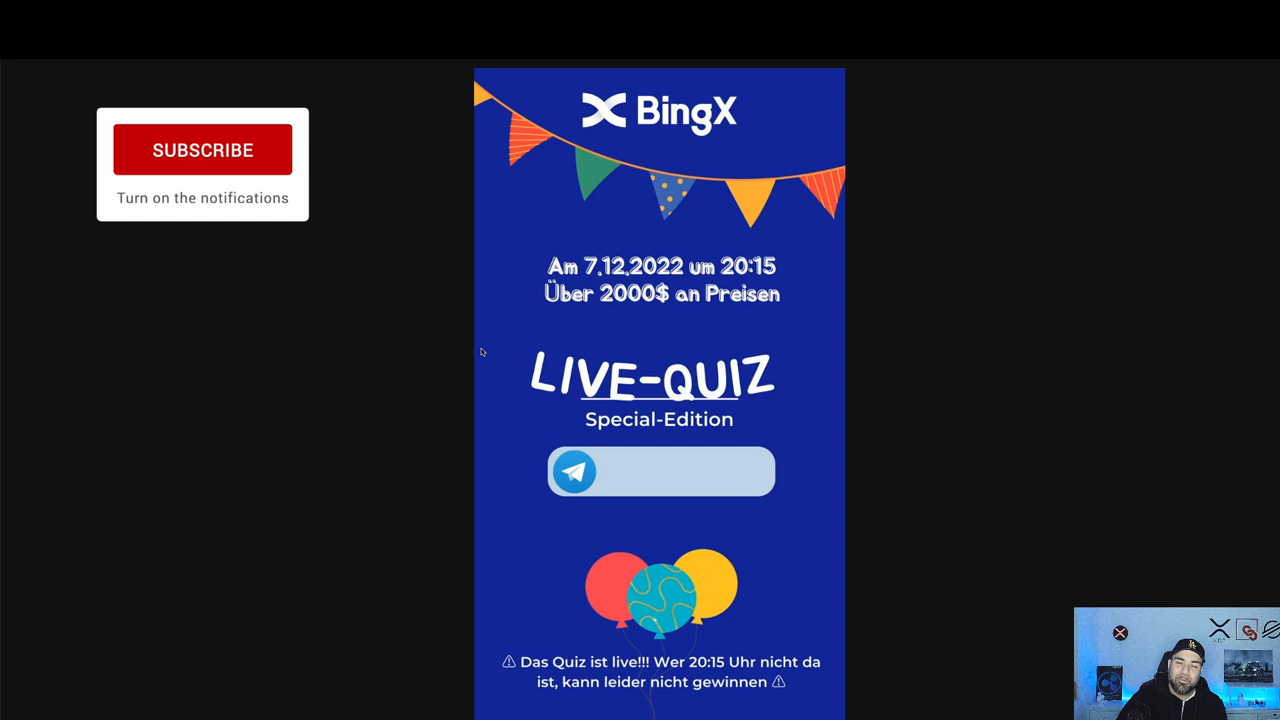 BingX
SUBSCRIBE
Turn on the notifications
Am 7.12.2022 um 20:15
Über 2000$ an Preisen
LIVE-QUIZ
Special-Edition
⚠ Das Quiz ist live!!! Wer 20:15 Uhr nicht da
ist, kann leider nicht gewinnen ⚠